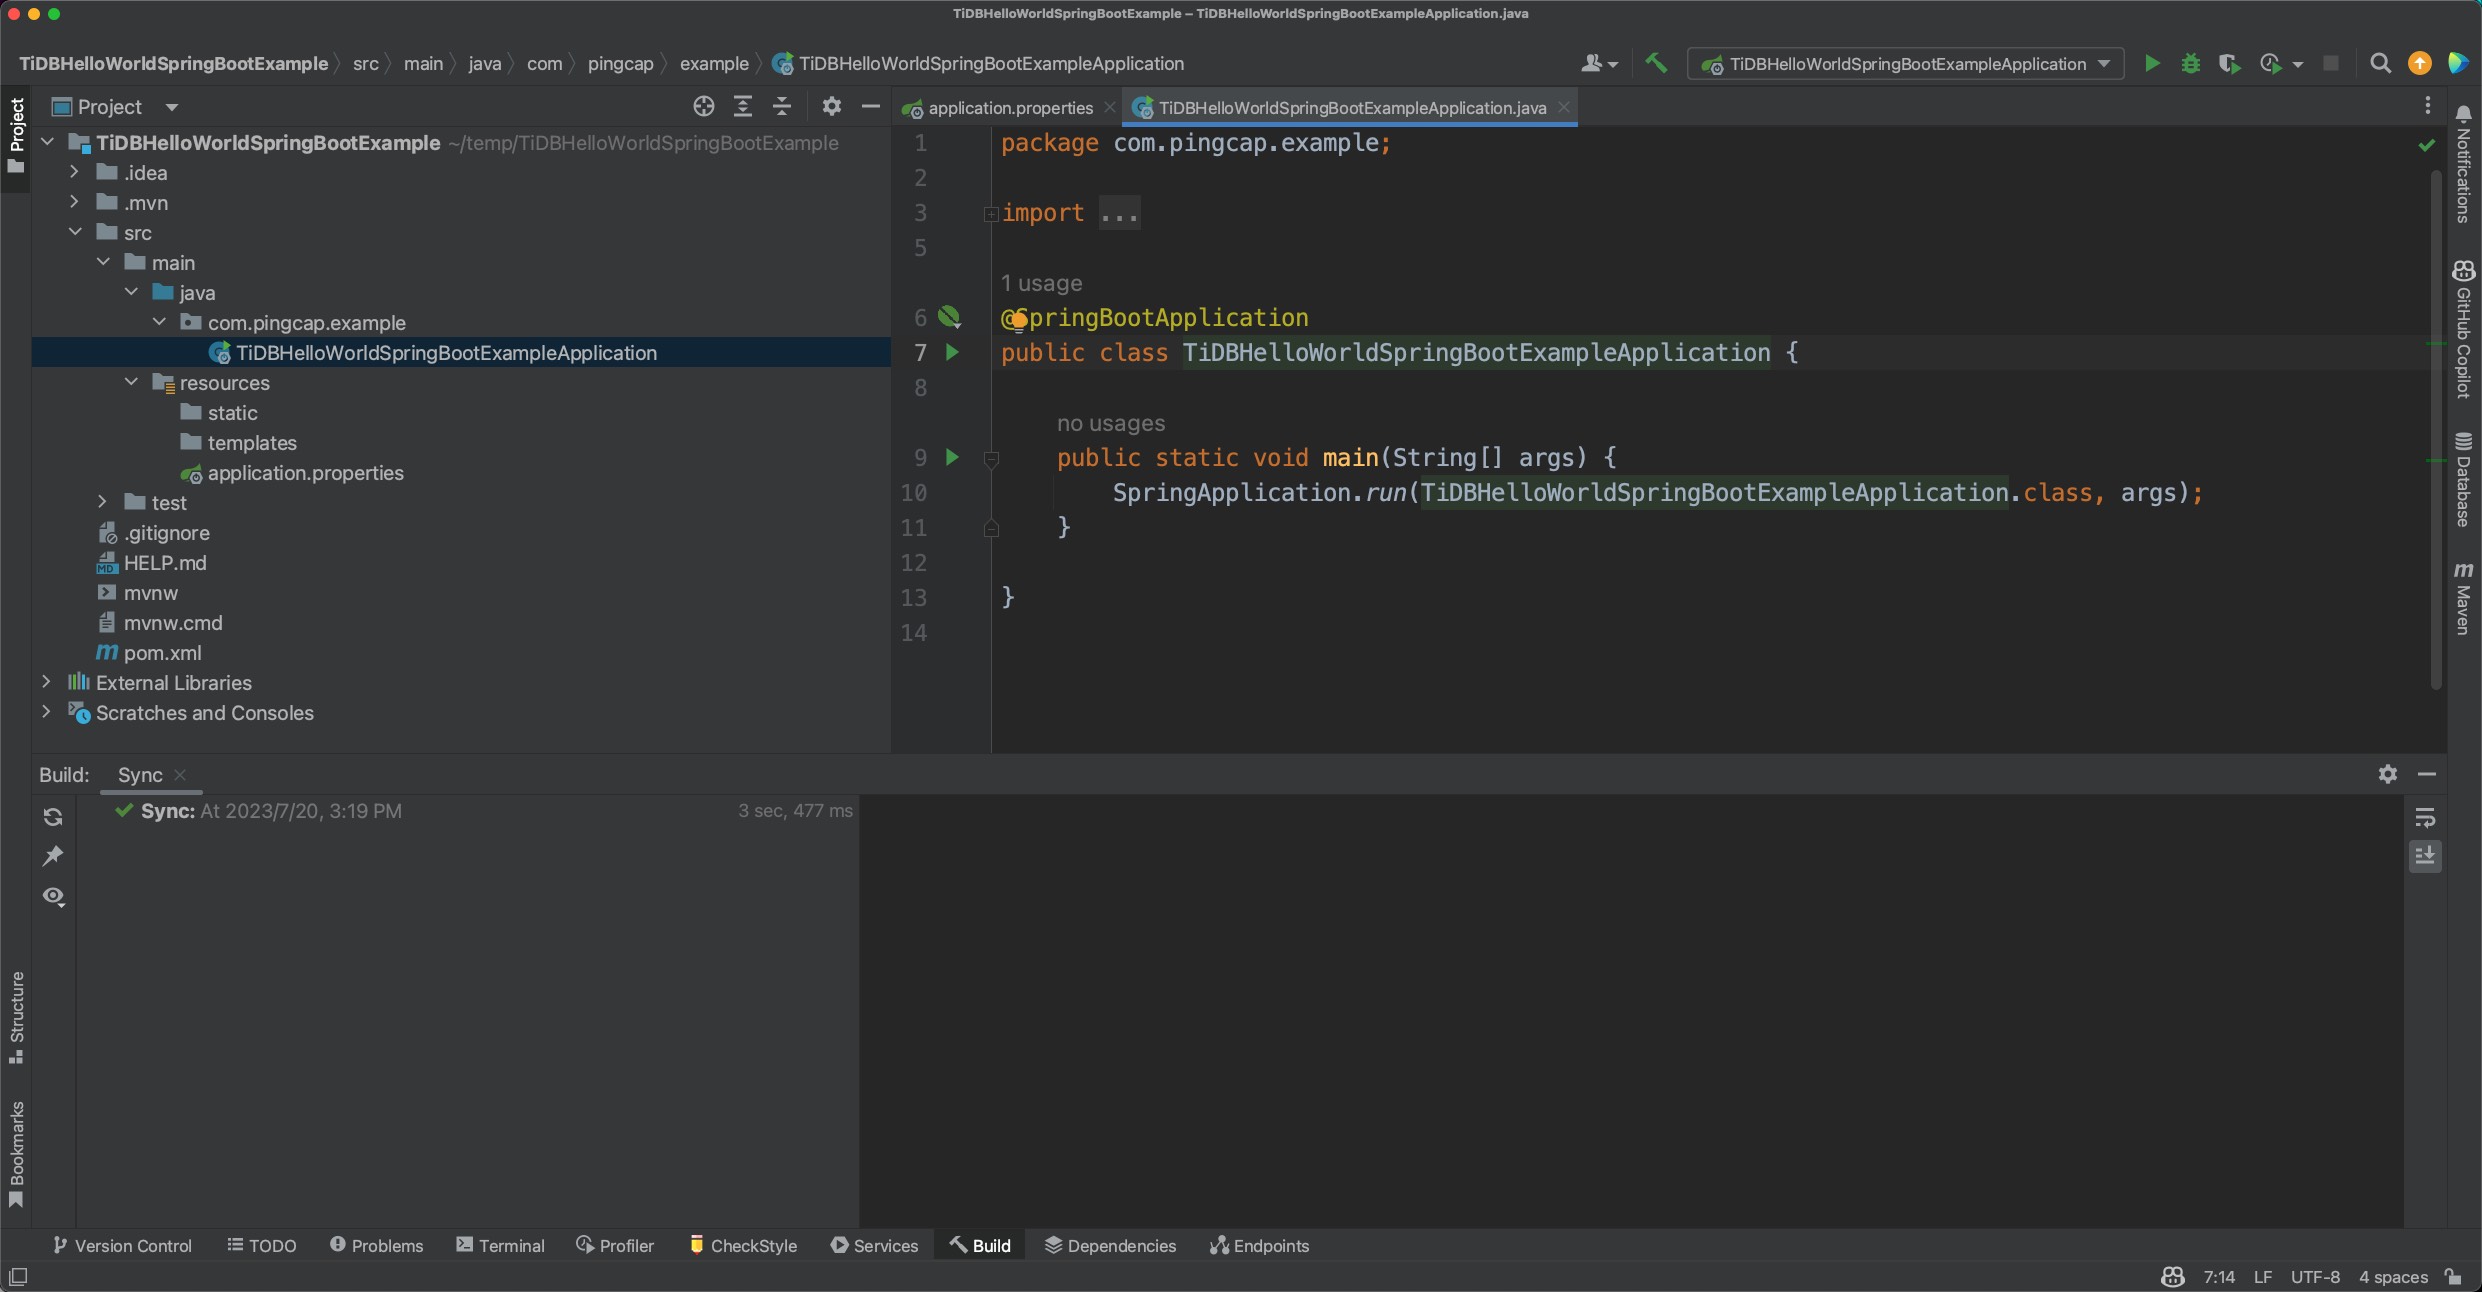 TiDBHelloWorldSpringBootExample – TiDBHelloWorldSpringBootExampleApplication.java
TiDBHelloWorldSpringBootExample src main java com pingcap example TiDBHelloWorldSpringBootExampleApplication
TiDBHelloWorldSpringBootExampleApplication
Project
Project
TiDBHelloWorldSpringBootExample ~/temp/TiDBHelloWorldSpringBootExample
.idea
.mvn
src
main
java
com.pingcap.example
TiDBHelloWorldSpringBootExampleApplication
resources
static
templates
application.properties
test
.gitignore
HELP.md
mvnw
mvnw.cmd
pom.xml
External Libraries
Scratches and Consoles
application.properties
TiDBHelloWorldSpringBootExampleApplication.java
1 package com.pingcap.example;
2
3 import ...
5
1 usage
6 @SpringBootApplication
7 public class TiDBHelloWorldSpringBootExampleApplication {
8
no usages
9 public static void main(String[] args) {
10 SpringApplication.run(TiDBHelloWorldSpringBootExampleApplication.class, args);
11 }
12
13 }
14
Notifications
GitHub Copilot
Database
m Maven
Build: Sync
Sync: At 2023/7/20, 3:19 PM 3 sec, 477 ms
Structure
Bookmarks
Version Control TODO Problems Terminal Profiler CheckStyle Services Build Dependencies Endpoints
7:14 LF UTF-8 4 spaces